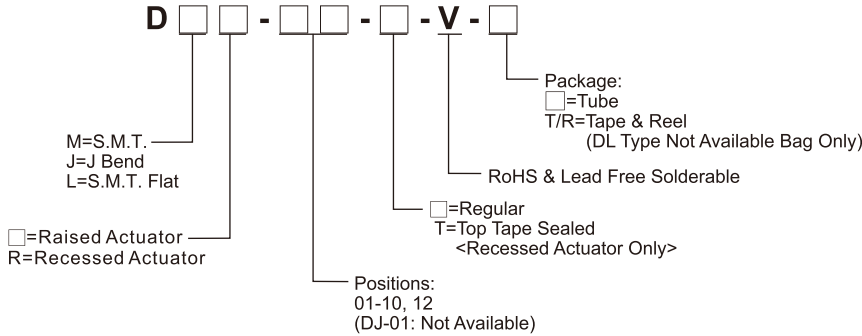 D□□-□□-□-V-□
Package:
□=Tube
T/R=Tape & Reel
(DL Type Not Available Bag Only)
M=S.M.T.
J=J Bend
L=S.M.T. Flat
RoHS & Lead Free Solderable
□=Regular
T=Top Tape Sealed
<Recessed Actuator Only>
□=Raised Actuator
R=Recessed Actuator
Positions:
01-10, 12
(DJ-01: Not Available)